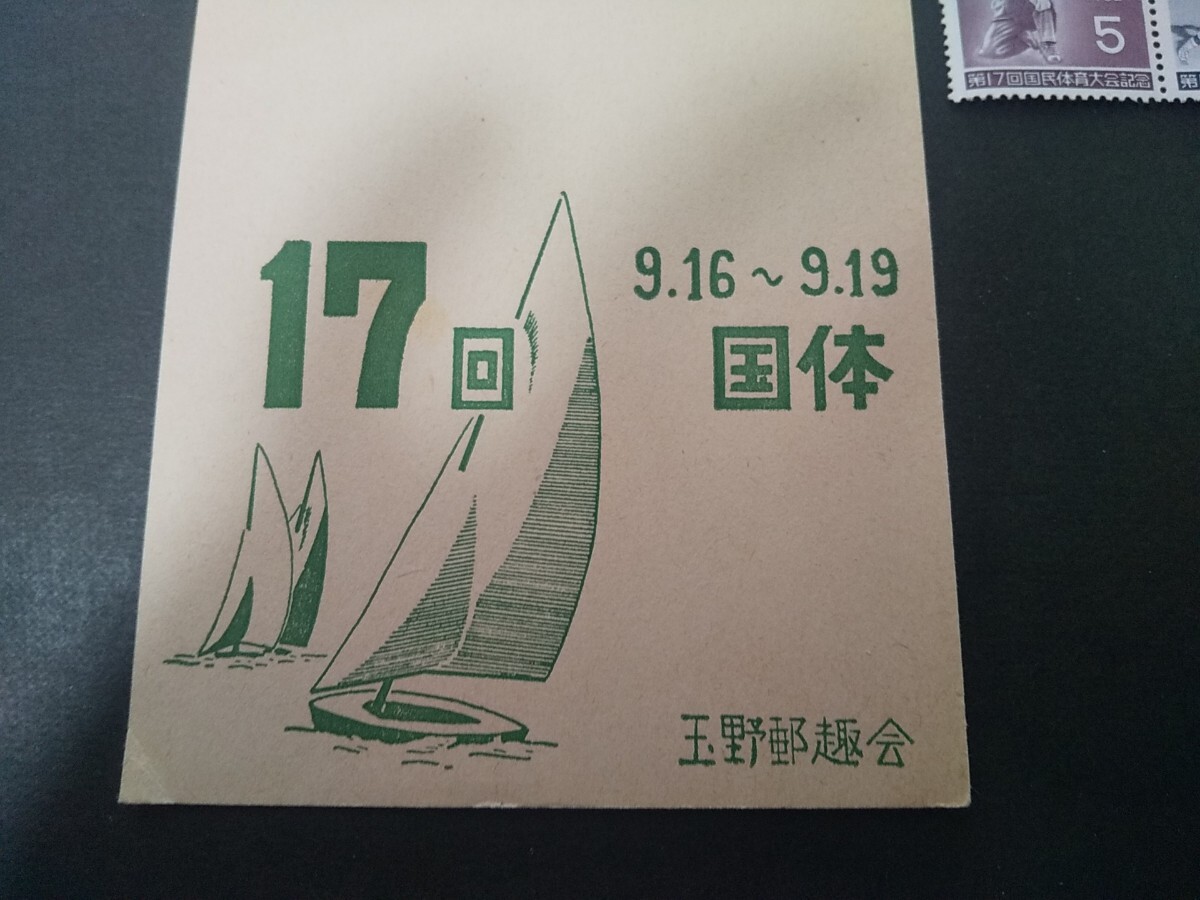 17回
9.16～9.19
国体
玉野郵趣会
5
第17回国民体育大会記念
第